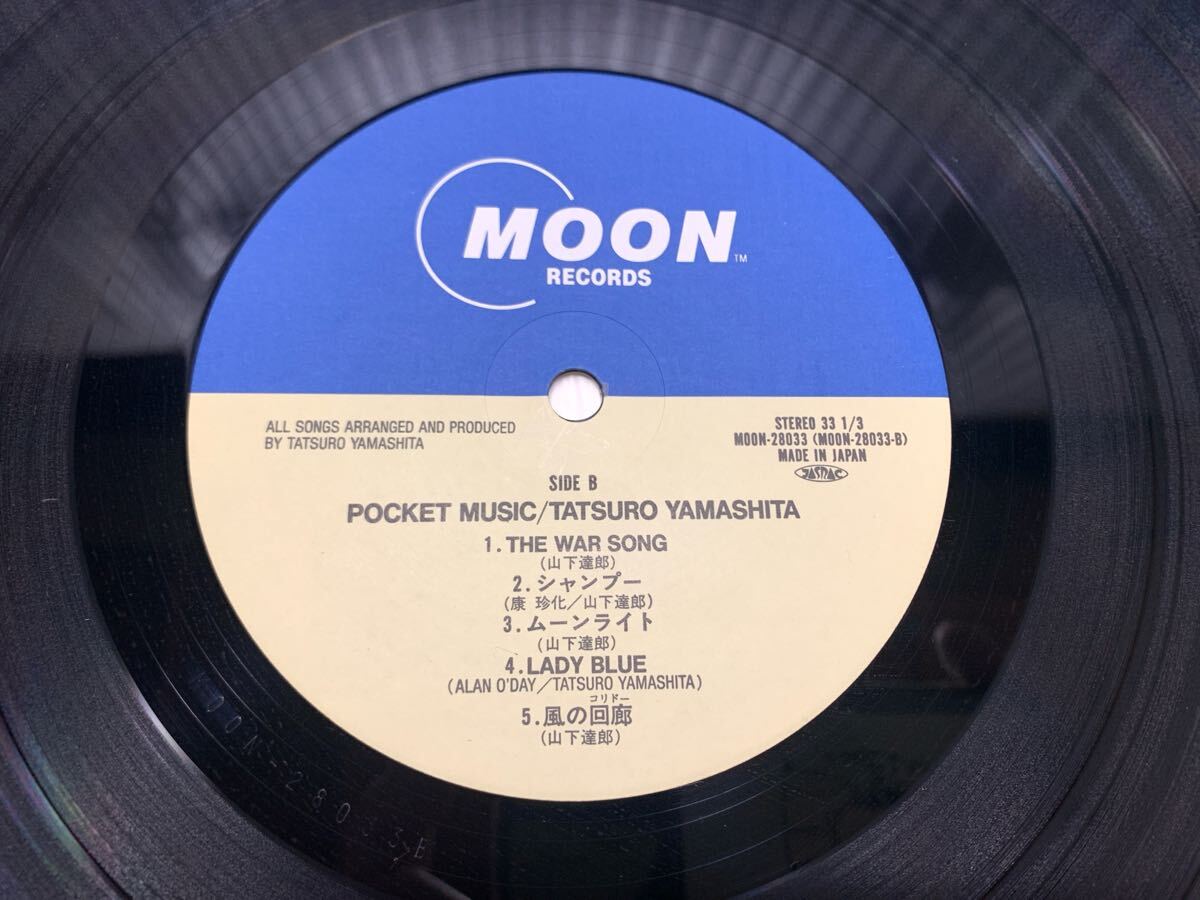 MOON TM
RECORDS
ALL SONGS ARRANGED AND PRODUCED
BY TATSURO YAMASHITA
STEREO 33 1/3
MOON-28033 (MOON-28033-B)
MADE IN JAPAN
JASRAC
SIDE B
POCKET MUSIC/TATSURO YAMASHITA
1.THE WAR SONG
(山下達郎)
2.シャンプー
(康 珍化/山下達郎)
3.ムーンライト
(山下達郎)
4.LADY BLUE
(ALAN O'DAY/TATSURO YAMASHITA)
コリドー
5.風の回廊
(山下達郎)